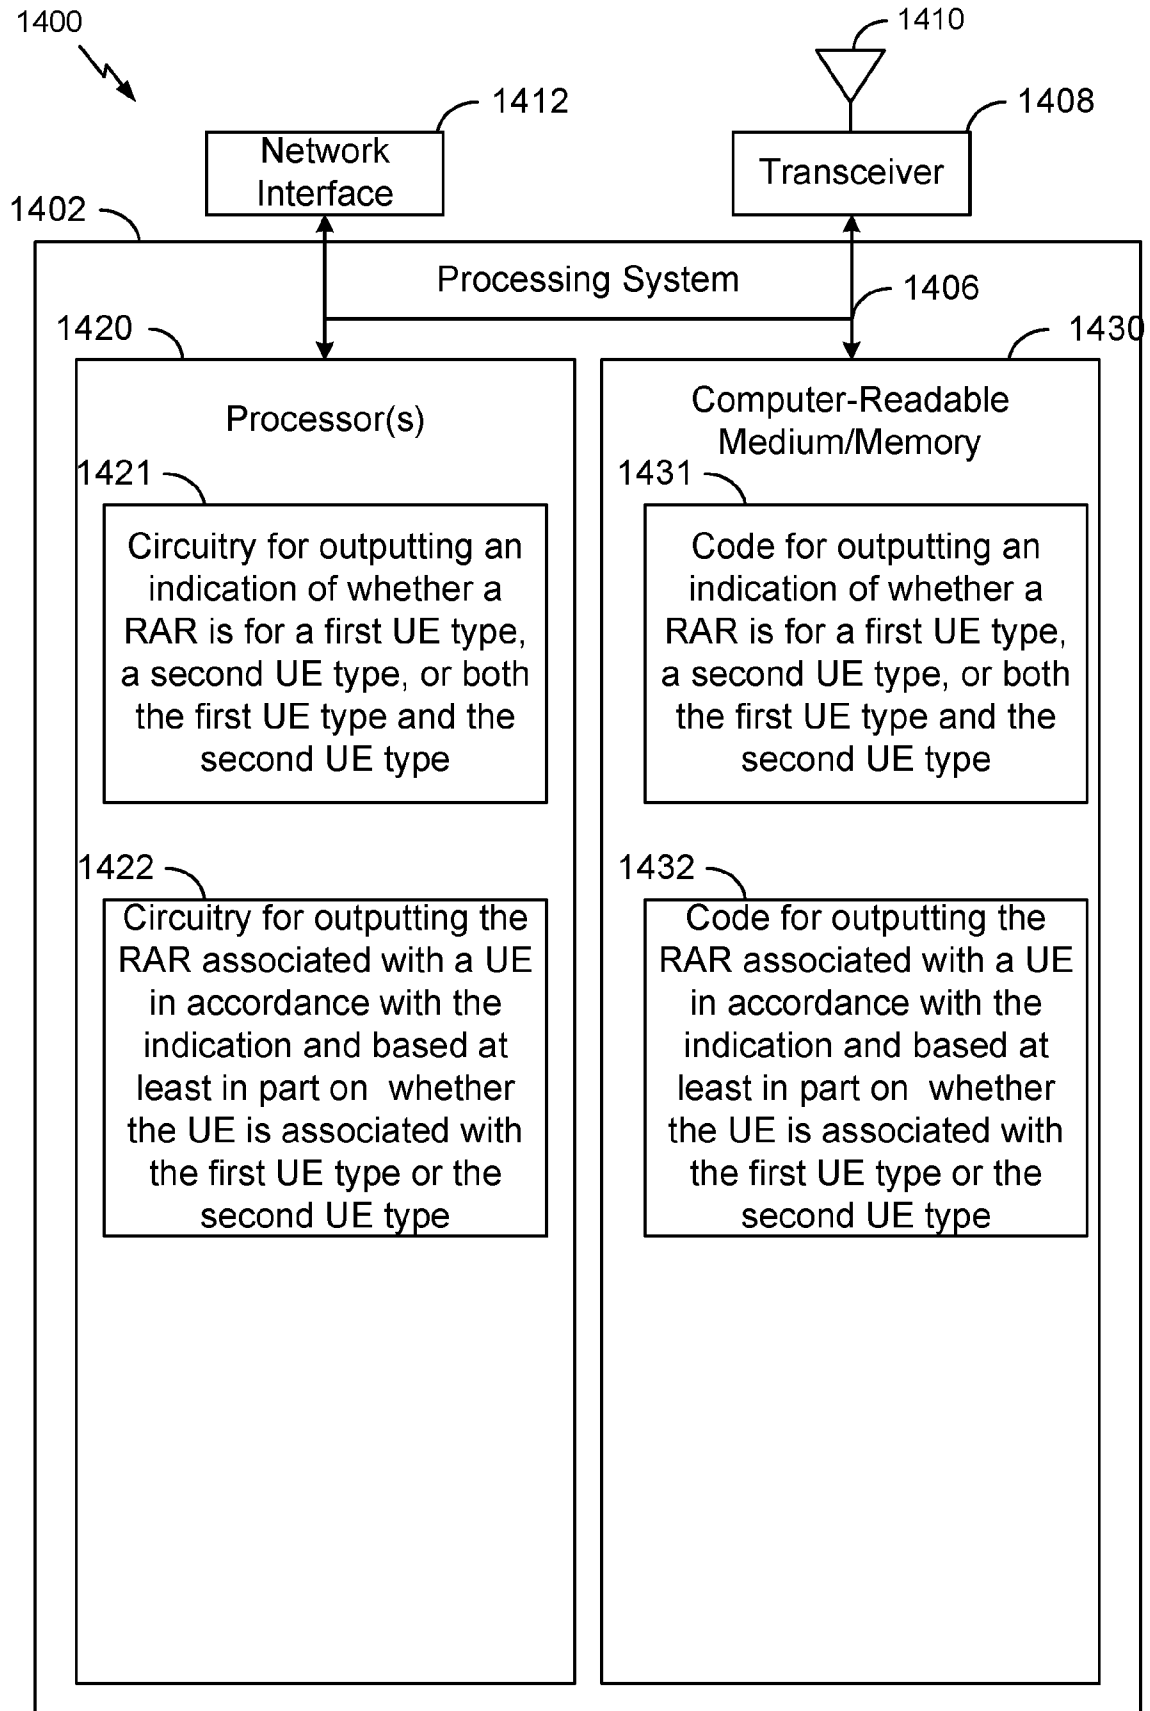 1400
1410
1412
1408
Network
Interface
Transceiver
1402
Processing System
1406
1420
1430
Processor(s)
Computer-Readable
Medium/Memory
1421
Circuitry for outputting an
indication of whether a
RAR is for a first UE type,
a second UE type, or both
the first UE type and the
second UE type
1431
Code for outputting an
indication of whether a
RAR is for a first UE type,
a second UE type, or both
the first UE type and the
second UE type
1422
Circuitry for outputting the
RAR associated with a UE
in accordance with the
indication and based at
least in part on  whether
the UE is associated with
the first UE type or the
second UE type
1432
Code for outputting the
RAR associated with a UE
in accordance with the
indication and based at
least in part on  whether
the UE is associated with
the first UE type or the
second UE type